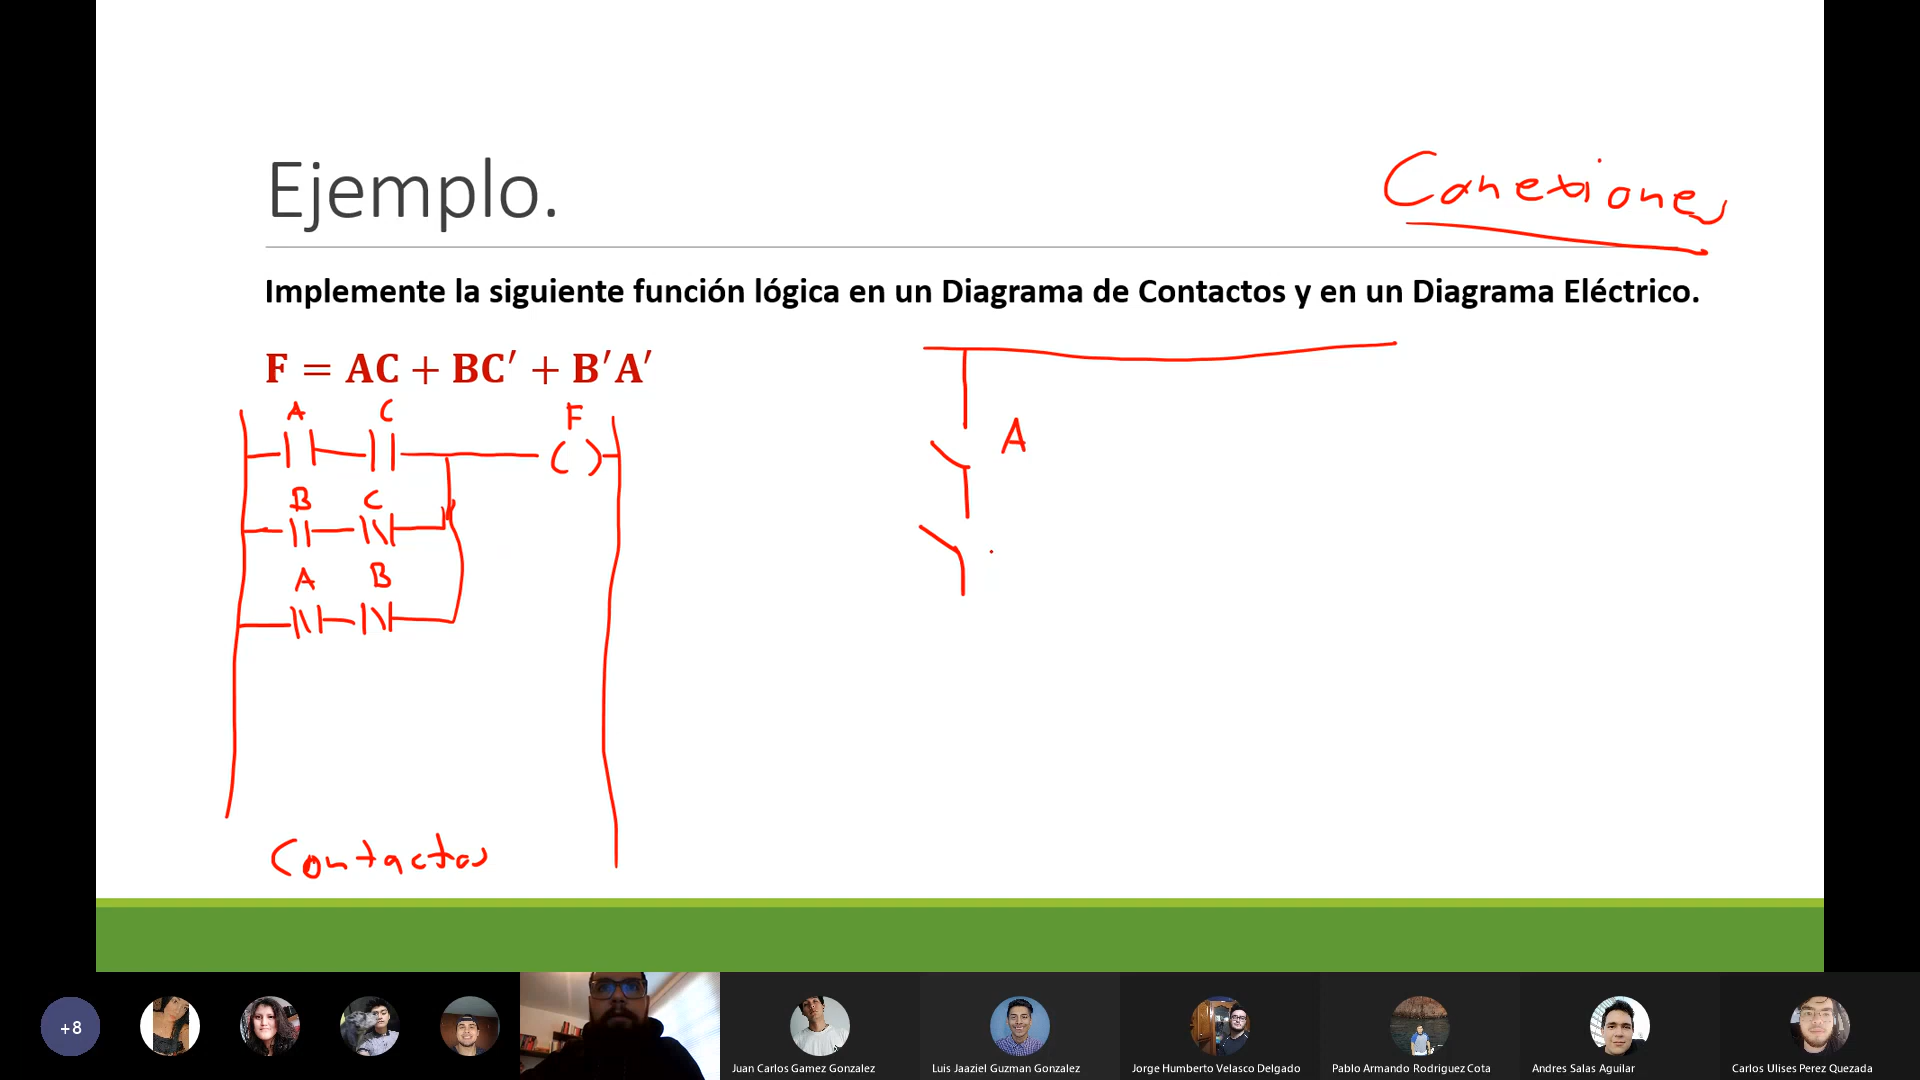 Ejemplo.
Conexiones
Implemente la siguiente función lógica en un Diagrama de Contactos y en un Diagrama Eléctrico.
F = AC + BC′ + B′A′
A C F
A
B C
A B
Contactos
+8
Juan Carlos Gamez Gonzalez
Luis Jaaziel Guzman Gonzalez
Jorge Humberto Velasco Delgado
Pablo Armando Rodriguez Cota
Andres Salas Aguilar
Carlos Ulises Perez Quezada